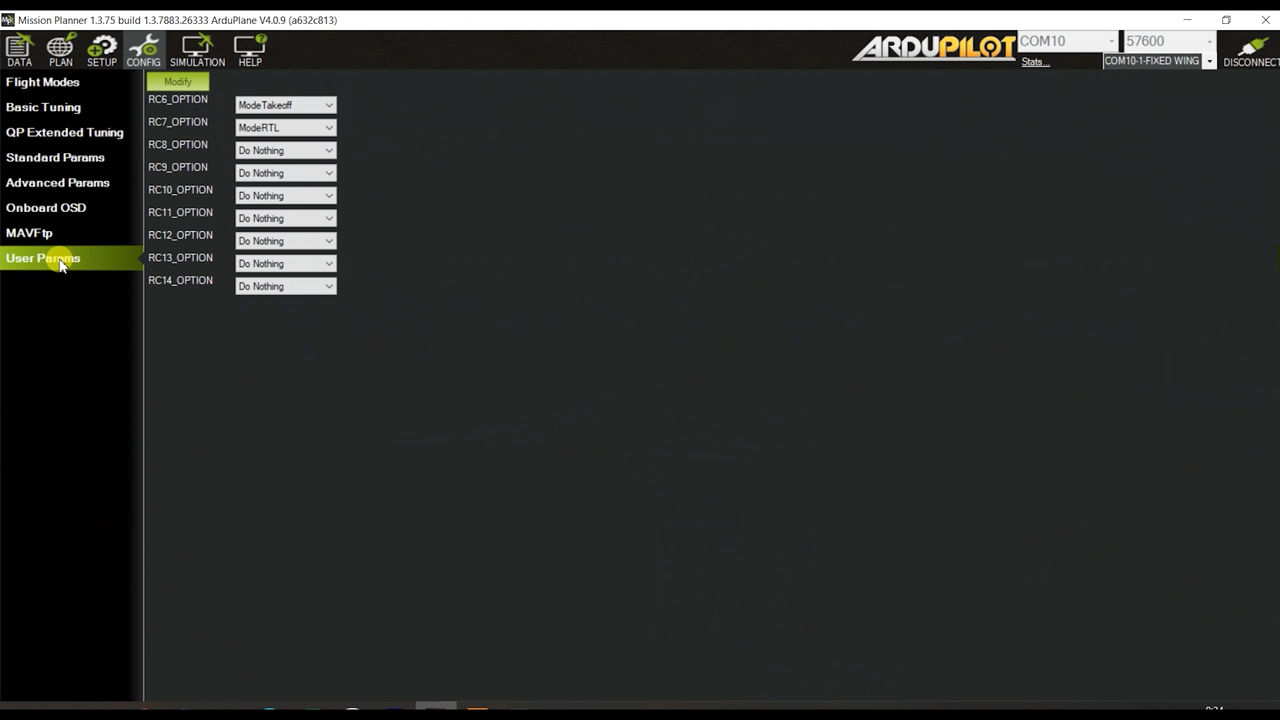 Mission Planner 1.3.75 build 1.3.7883.26333 ArduPlane V4.0.9 (a632c813)
DATA PLAN SETUP CONFIG SIMULATION HELP
ARDUPILOT
COM10 57600
Stats... COM10-1-FIXED WING DISCONNECT
Flight Modes
Basic Tuning
QP Extended Tuning
Standard Params
Advanced Params
Onboard OSD
MAVFtp
User Params
Modify
RC6_OPTION ModeTakeoff
RC7_OPTION ModeRTL
RC8_OPTION Do Nothing
RC9_OPTION Do Nothing
RC10_OPTION Do Nothing
RC11_OPTION Do Nothing
RC12_OPTION Do Nothing
RC13_OPTION Do Nothing
RC14_OPTION Do Nothing